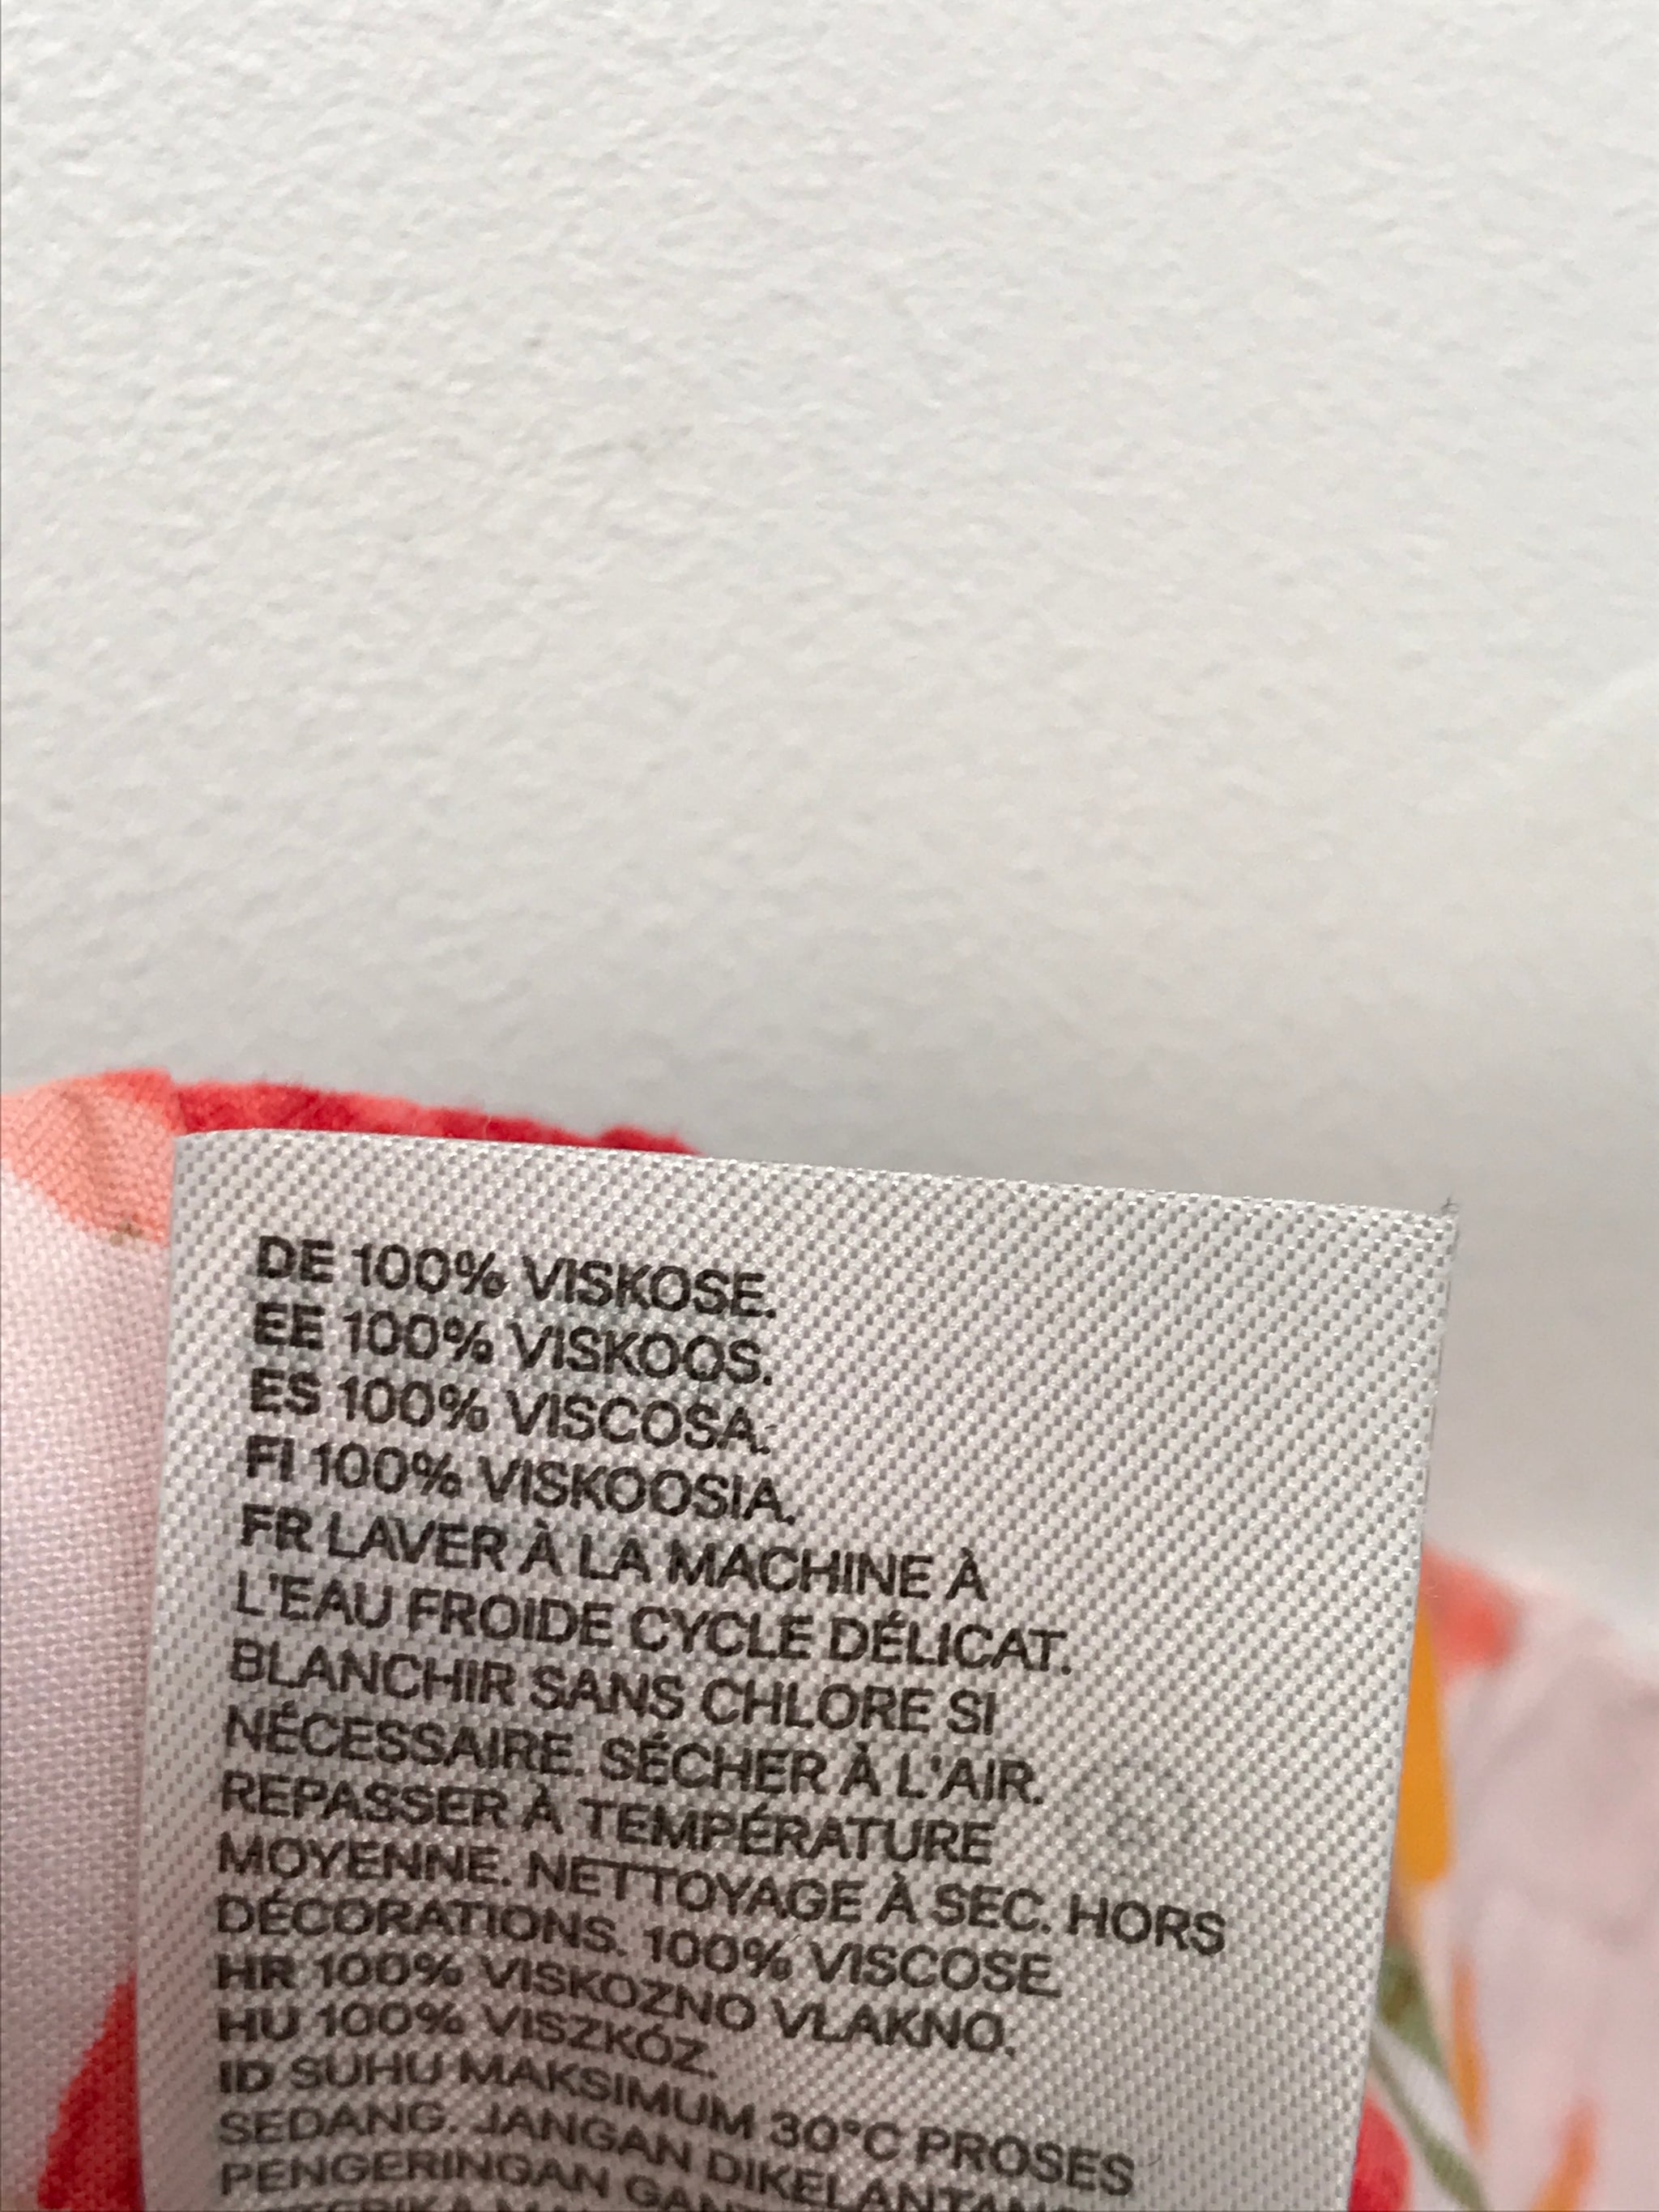 DE 100% VISKOSE.
EE 100% VISKOOS.
ES 100% VISCOSA.
FI 100% VISKOOSIA.
FR LAVER À LA MACHINE À
L'EAU FROIDE CYCLE DÉLICAT.
BLANCHIR SANS CHLORE SI
NÉCESSAIRE. SÉCHER À L'AIR.
REPASSER À TEMPÉRATURE
MOYENNE. NETTOYAGE À SEC. HORS
DÉCORATIONS. 100% VISCOSE
HR 100% VISKOZNO VLAKNO.
HU 100% VISZKÓZ.
ID SUHU MAKSIMUM 30°C PROSES
SEDANG. JANGAN DIKELANTANG
PENGERINGAN